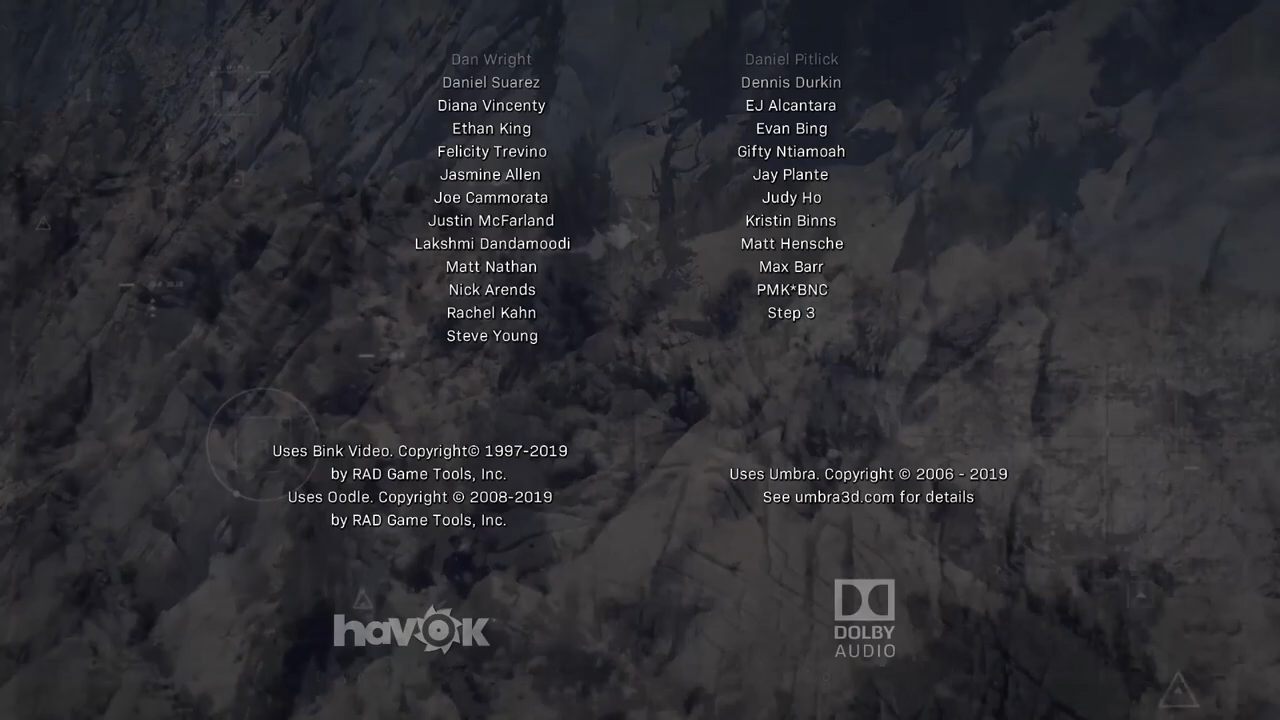 Dan Wright
Daniel Suarez
Diana Vincenty
Ethan King
Felicity Trevino
Jasmine Allen
Joe Cammorata
Justin McFarland
Lakshmi Dandamoodi
Matt Nathan
Nick Arends
Rachel Kahn
Steve Young
Daniel Pitlick
Dennis Durkin
EJ Alcantara
Evan Bing
Gifty Ntiamoah
Jay Plante
Judy Ho
Kristin Binns
Matt Hensche
Max Barr
PMK*BNC
Step 3
Uses Bink Video. Copyright© 1997-2019
by RAD Game Tools, Inc.
Uses Oodle. Copyright © 2008-2019
by RAD Game Tools, Inc.
Uses Umbra. Copyright © 2006 - 2019
See umbra3d.com for details
havok
DOLBY
AUDIO